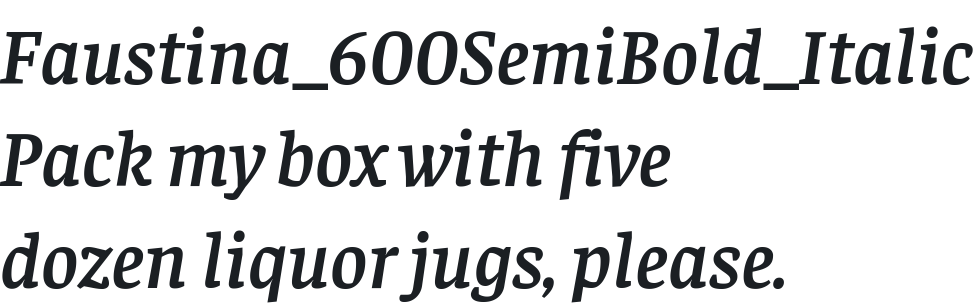 Faustina_600SemiBold_Italic
Pack my box with five
dozen liquor jugs, please.